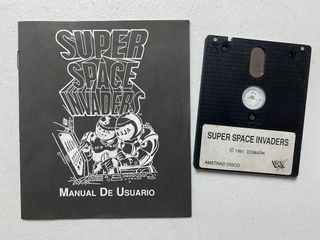 SUPER
SPACE
INVADERS
MANUAL DE USUARIO
SUPER SPACE INVADERS
© 1991. DOMARK
AMSTRAD DISCO